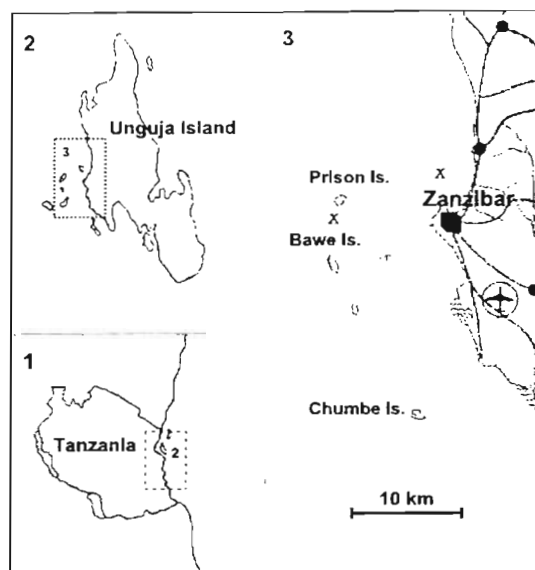 2
Unguja Island
3
3
Prison Is.
X
X
Zanzibar
Bawe Is.
Chumbe Is.
10 km
1
Tanzania
2